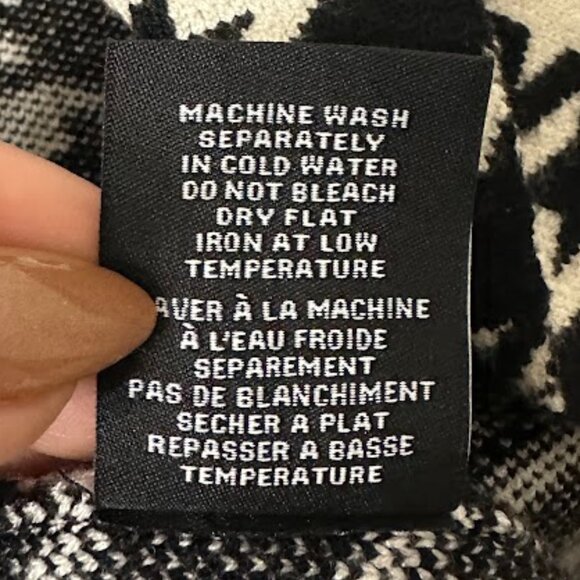 MACHINE WASH
SEPARATELY
IN COLD WATER
DO NOT BLEACH
DRY FLAT
IRON AT LOW
TEMPERATURE
AVER À LA MACHINE
À L'EAU FROIDE
SEPAREMENT
PAS DE BLANCHIMENT
SECHER A PLAT
REPASSER A BASSE
TEMPERATURE